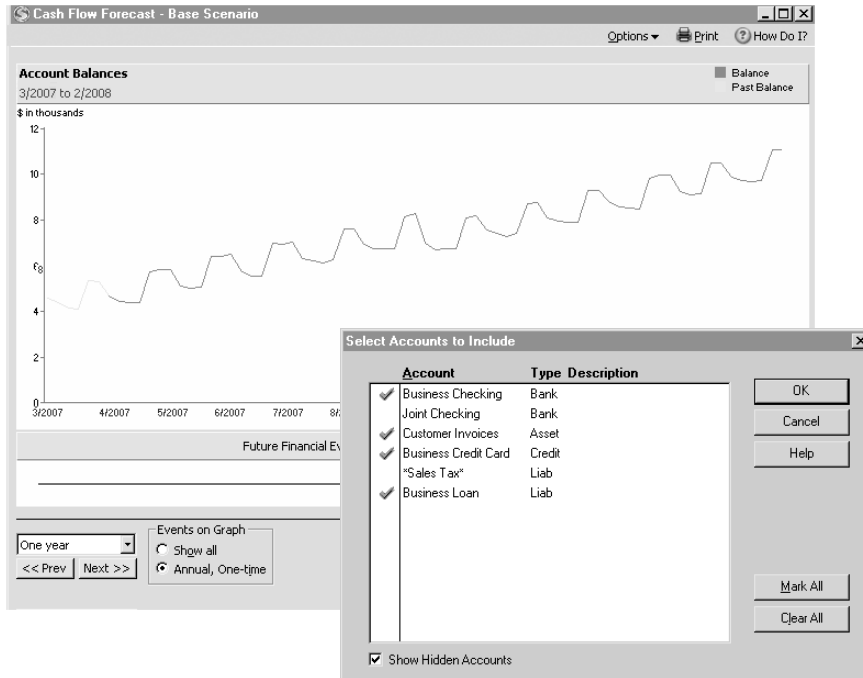 Cash Flow Forecast - Base Scenario
Options Print How Do I?
Account Balances
3/2007 to 2/2008
Balance
Past Balance
$ in thousands
12
10
8
6
4
2
0
3/2007 4/2007 5/2007 6/2007 7/2007
Future Financial
One year
<< Prev Next >>
Events on Graph
Show all
Annual, One-time
Select Accounts to Include
Account Type Description
Business Checking Bank
Joint Checking Bank
Customer Invoices Asset
Business Credit Card Credit
*Sales Tax* Liab
Business Loan Liab
OK
Cancel
Help
Mark All
Clear All
Show Hidden Accounts